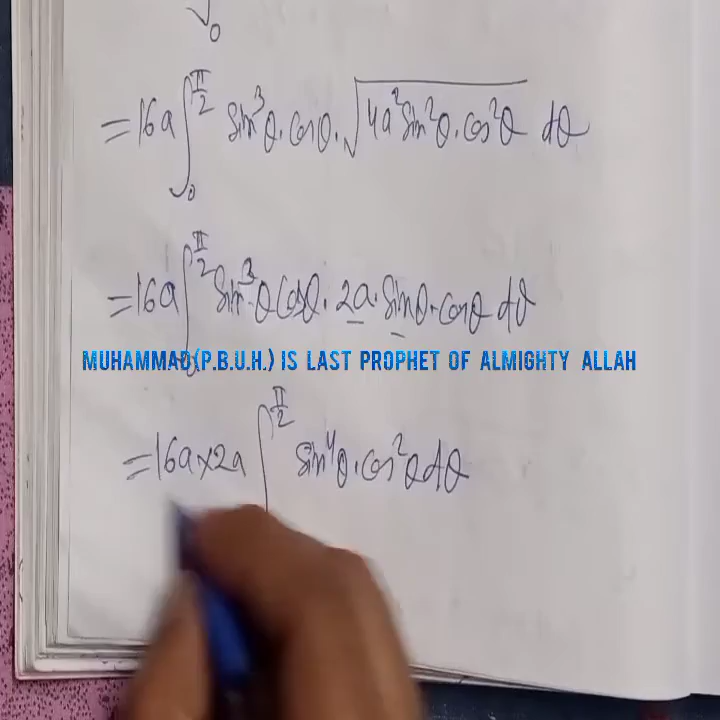 = 16a ∫₀^{π/2} sin³θ. cosθ. √(4a² sin²θ. cos²θ) dθ
= 16a ∫₀^{π/2} sin³θ cosθ. 2a. sinθ. cosθ dθ
MUHAMMAD(P.B.U.H.) IS LAST PROPHET OF ALMIGHTY ALLAH
= 16a×2a ∫^{π/2} sin⁴θ. cos²θ dθ